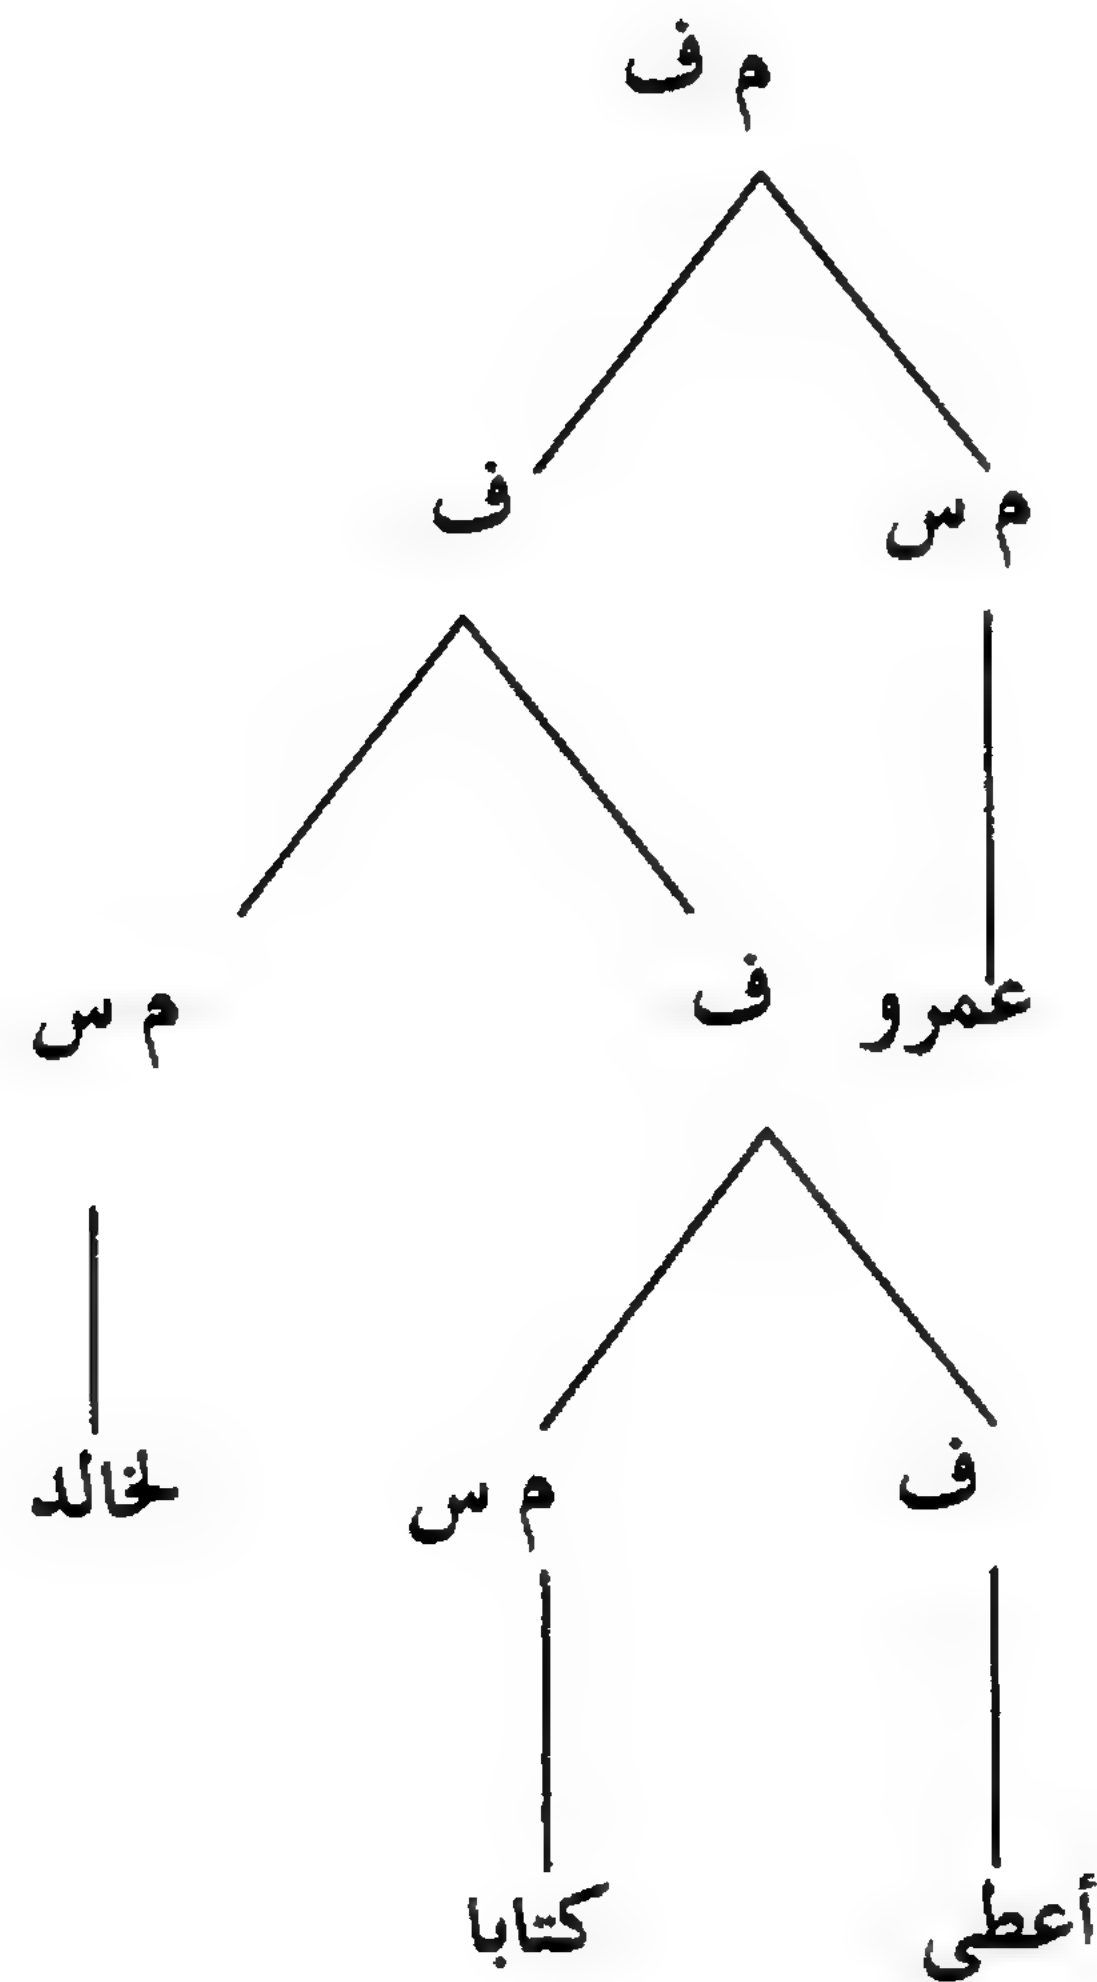 م ف
م س ف
عمرو ف م س
لخالد
ف م س
أعطى كتابا